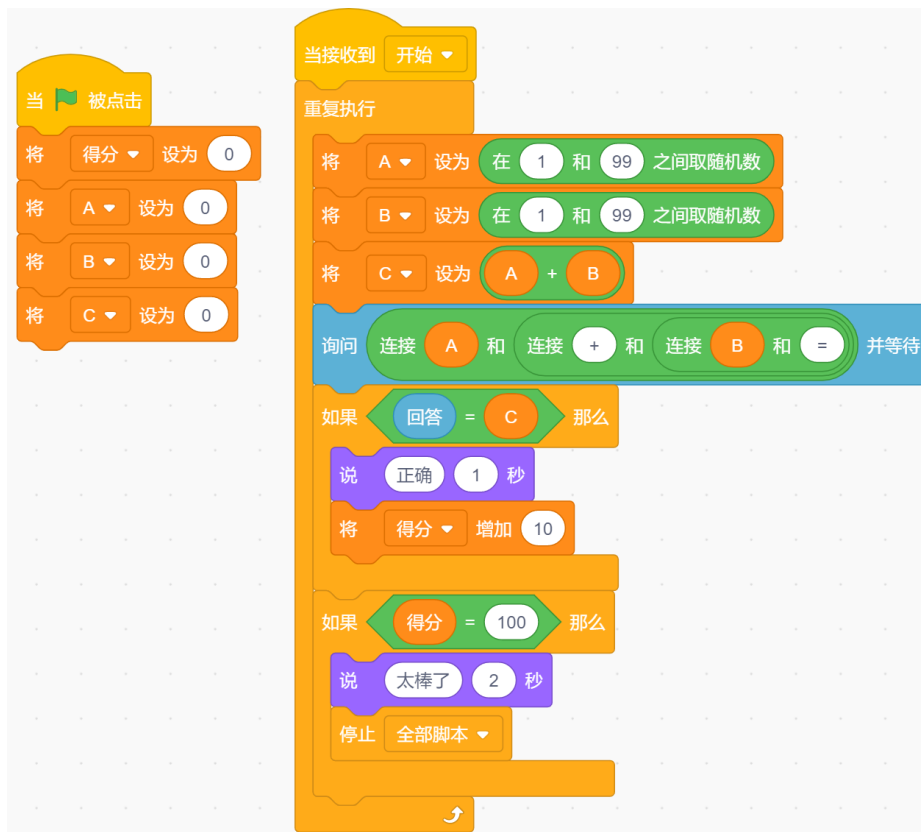 当 被点击
将 得分 设为 0
将 A 设为 0
将 B 设为 0
将 C 设为 0
当接收到 开始
重复执行
将 A 设为 在 1 和 99 之间取随机数
将 B 设为 在 1 和 99 之间取随机数
将 C 设为 A + B
询问 连接 A 和 连接 + 和 连接 B 和 = 并等待
如果 回答 = C 那么
说 正确 1 秒
将 得分 增加 10
如果 得分 = 100 那么
说 太棒了 2 秒
停止 全部脚本